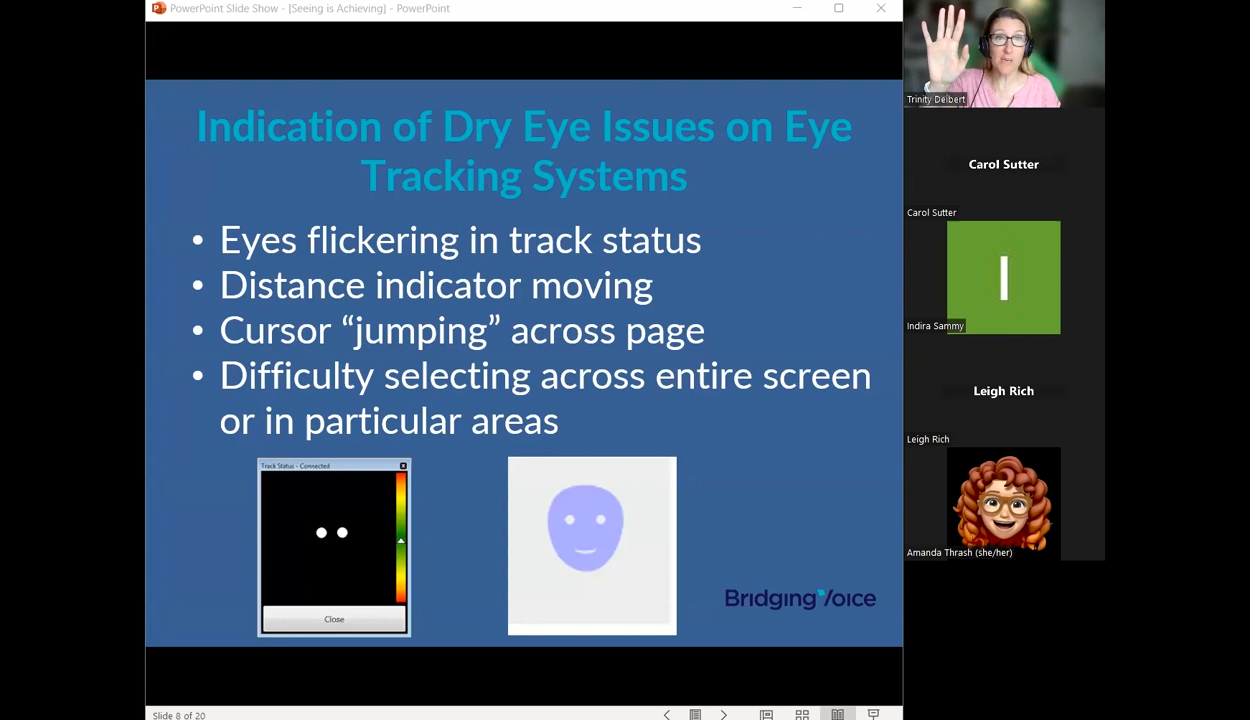 PowerPoint Slide Show - [Seeing is Achieving] - PowerPoint
Indication of Dry Eye Issues on Eye
Tracking Systems
• Eyes flickering in track status
• Distance indicator moving
• Cursor “jumping” across page
• Difficulty selecting across entire screen
or in particular areas
Track Status - Connected
Close
Bridging Voice
Slide 8 of 20
Trinity Deibert
Carol Sutter
Carol Sutter
I
Indira Sammy
Leigh Rich
Leigh Rich
Amanda Thrash (she/her)